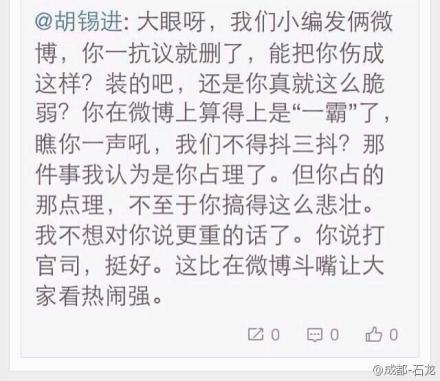 @胡锡进: 大眼呀，我们小编发俩微
博，你一抗议就删了，能把你伤成
这样？装的吧，还是你真就这么脆
弱？你在微博上算得上是“一霸”了，
瞧你一声吼，我们不得抖三抖？那
件事我认为是你占理了。但你占的
那点理，不至于你搞得这么悲壮。
我不想对你说更重的话了。你说打
官司，挺好。这比在微博斗嘴让大
家看热闹强。
0 0 0
@成都-石龙